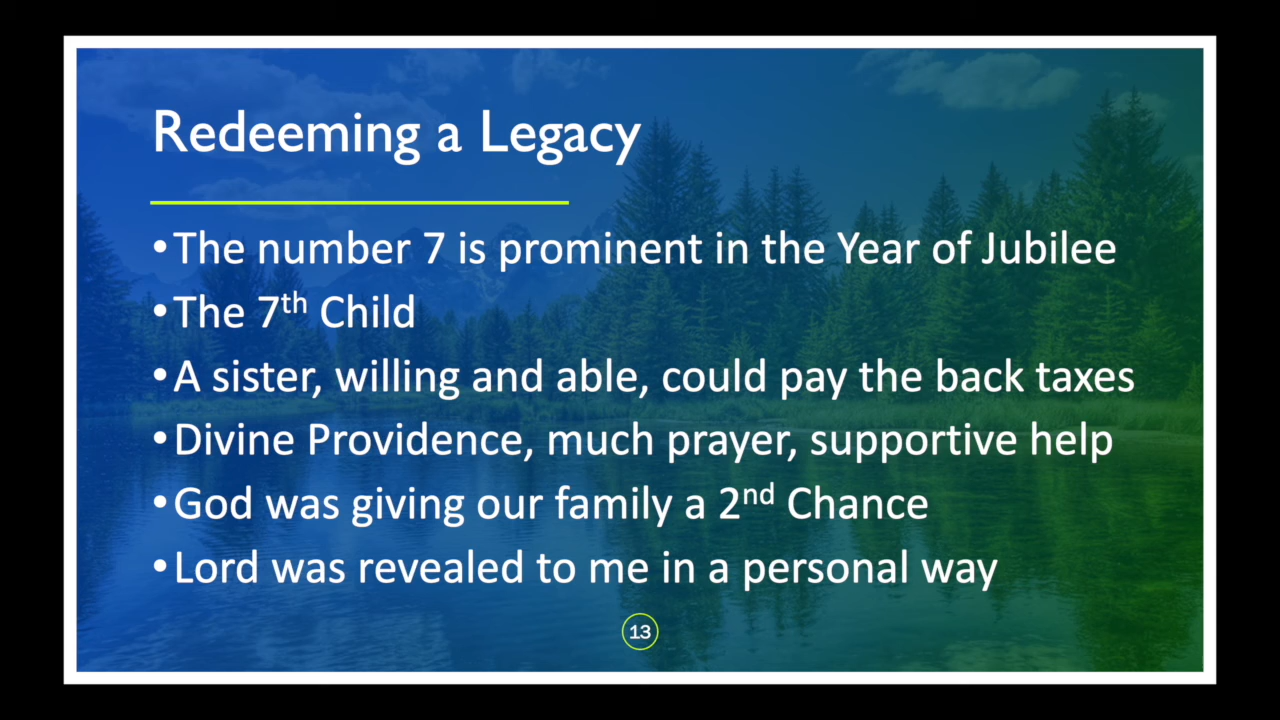 Redeeming a Legacy
•The number 7 is prominent in the Year of Jubilee
•The 7th Child
•A sister, willing and able, could pay the back taxes
•Divine Providence, much prayer, supportive help
•God was giving our family a 2nd Chance
•Lord was revealed to me in a personal way
13